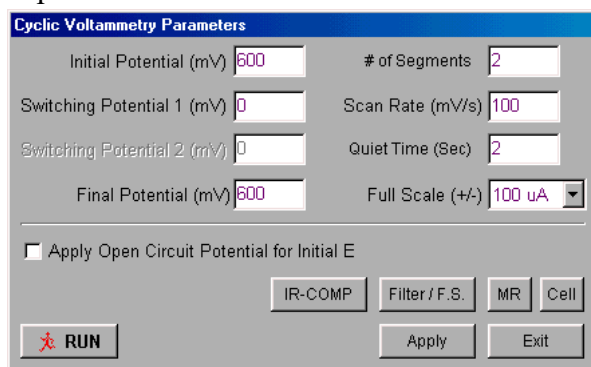 Cyclic Voltammetry Parameters
Initial Potential (mV) 600 # of Segments 2
Switching Potential 1 (mV) 0 Scan Rate (mV/s) 100
Switching Potential 2 (mV) 0 Quiet Time (Sec) 2
Final Potential (mV) 600 Full Scale (+/-) 100 uA
Apply Open Circuit Potential for Initial E
IR-COMP Filter / F.S. MR Cell
RUN Apply Exit